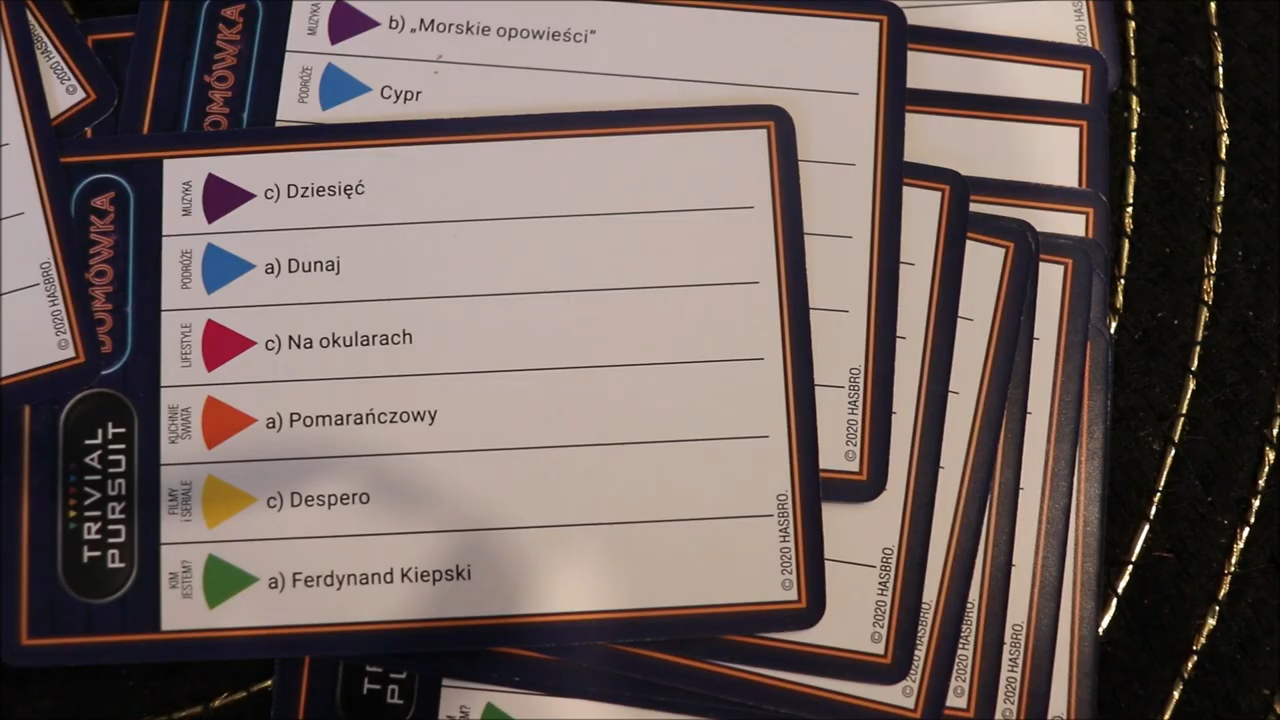 MUZYKA
b) „Morskie opowieści"
PODRÓŻE
Cypr
© 2020 HASBRO.
DOMÓWKA
TRIVIAL
PURSUIT
MUZYKA
c) Dziesięć
PODRÓŻE
a) Dunaj
LIFESTYLE
c) Na okularach
KUCHNIE
ŚWIATA
a) Pomarańczowy
FILMY
i SERIALE
c) Despero
KIM
JESTEM?
a) Ferdynand Kiepski
© 2020 HASBRO.
© 2020 HASBRO.
© 2020 HASBRO.
© 2020 HASBRO.
© 2020 HASBRO.
© 2020 HASBRO.
© 2020 HASBRO.